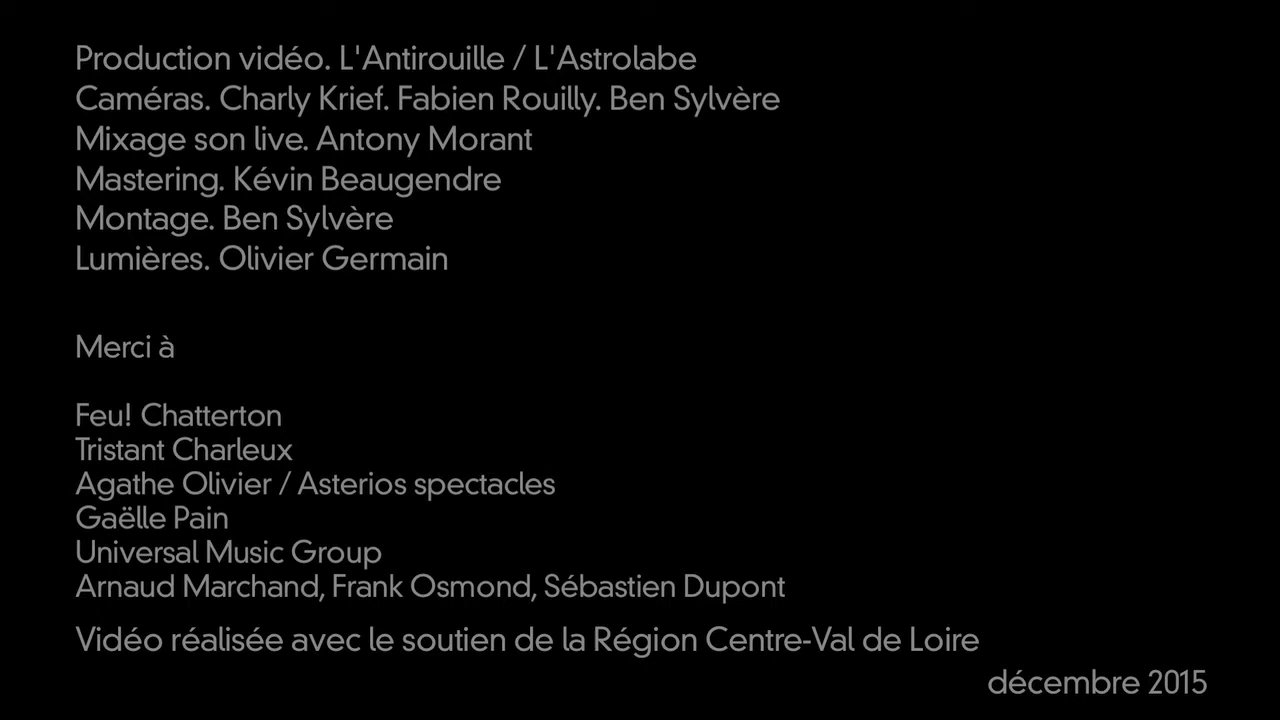 Production vidéo. L'Antirouille / L'Astrolabe
Caméras. Charly Krief. Fabien Rouilly. Ben Sylvère
Mixage son live. Antony Morant
Mastering. Kévin Beaugendre
Montage. Ben Sylvère
Lumières. Olivier Germain
Merci à
Feu! Chatterton
Tristant Charleux
Agathe Olivier / Asterios spectacles
Gaëlle Pain
Universal Music Group
Arnaud Marchand, Frank Osmond, Sébastien Dupont
Vidéo réalisée avec le soutien de la Région Centre-Val de Loire
décembre 2015